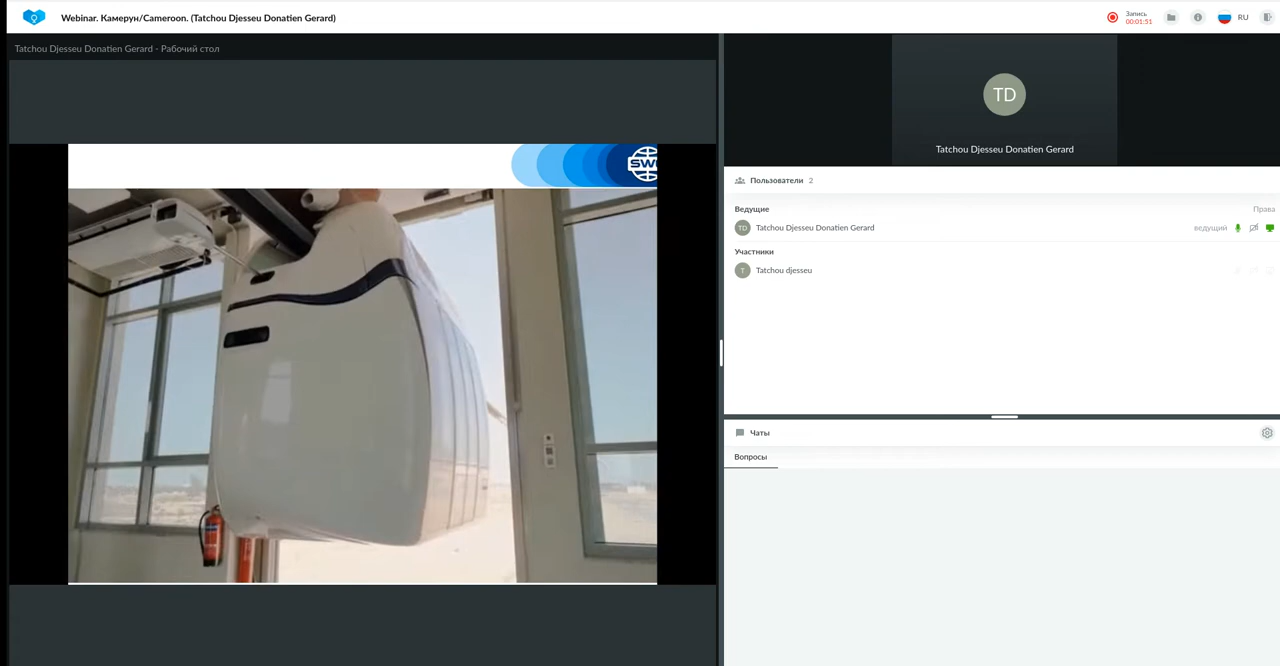 Webinar. Камерун/Cameroon. (Tatchou Djesseu Donatien Gerard)
Запись
00:01:51
RU
Tatchou Djesseu Donatien Gerard - Рабочий стол
SW
TD
Tatchou Djesseu Donatien Gerard
Пользователи 2
Ведущие
Права
TD
Tatchou Djesseu Donatien Gerard
ведущий
Участники
T
Tatchou djesseu
Чаты
Вопросы